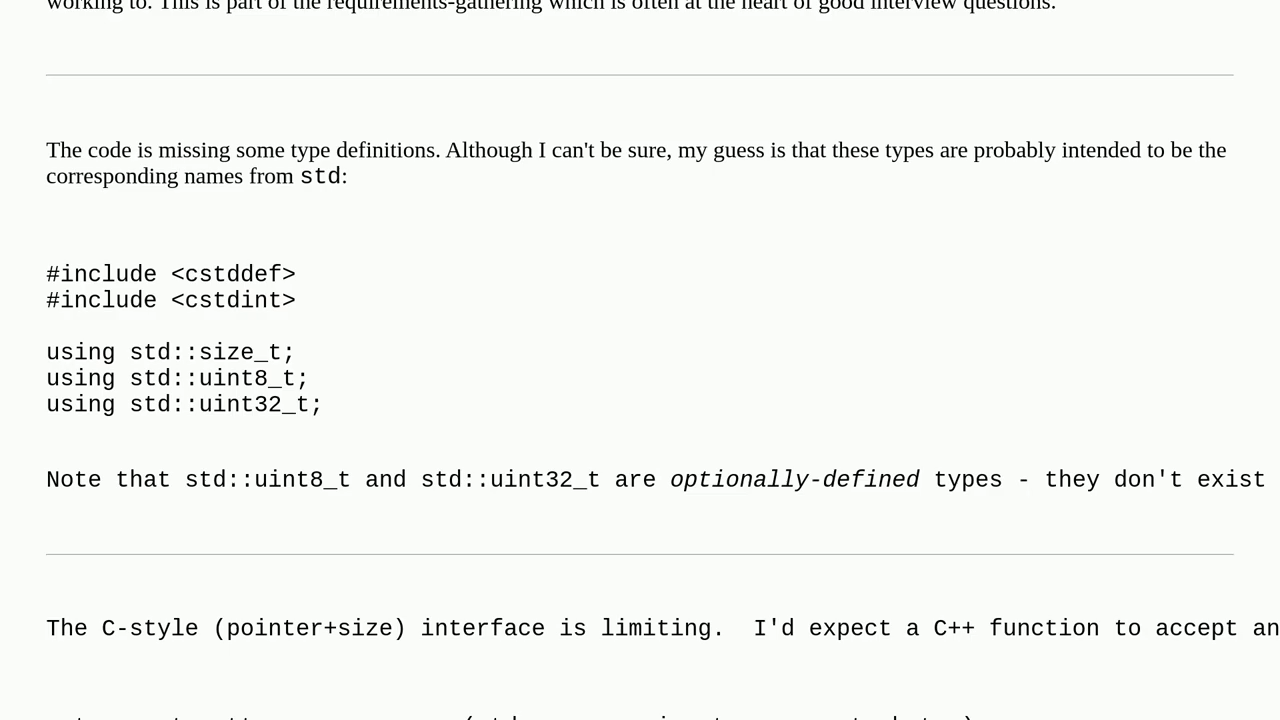 working to. This is part of the requirements-gathering which is often at the heart of good interview questions.
The code is missing some type definitions. Although I can't be sure, my guess is that these types are probably intended to be the
corresponding names from std:
#include <cstddef>
#include <cstdint>
using std::size_t;
using std::uint8_t;
using std::uint32_t;
Note that std::uint8_t and std::uint32_t are optionally-defined types - they don't exist
The C-style (pointer+size) interface is limiting.  I'd expect a C++ function to accept an